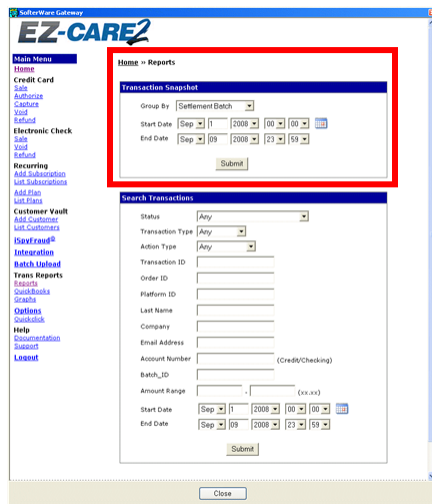 SofterWare Gateway
EZ-CARE2
Main Menu
Home
Credit Card
Sale
Authorize
Capture
Void
Refund
Electronic Check
Sale
Void
Refund
Recurring
Add Subscription
List Subscriptions
Add Plan
List Plans
Customer Vault
Add Customer
List Customers
iSpyFraud®
Integration
Batch Upload
Trans Reports
Reports
QuickBooks
Graphs
Options
Quickclick
Help
Documentation
Support
Logout
Home » Reports
Transaction Snapshot
Group By Settlement Batch
Start Date Sep 1 2008 00 00
End Date Sep 09 2008 23 59
Submit
Search Transactions
Status Any
Transaction Type Any
Action Type Any
Transaction ID
Order ID
Platform ID
Last Name
Company
Email Address
Account Number (Credit/Checking)
Batch_ID
Amount Range - (xx.xx)
Start Date Sep 1 2008 00 00
End Date Sep 09 2008 23 59
Submit
Close